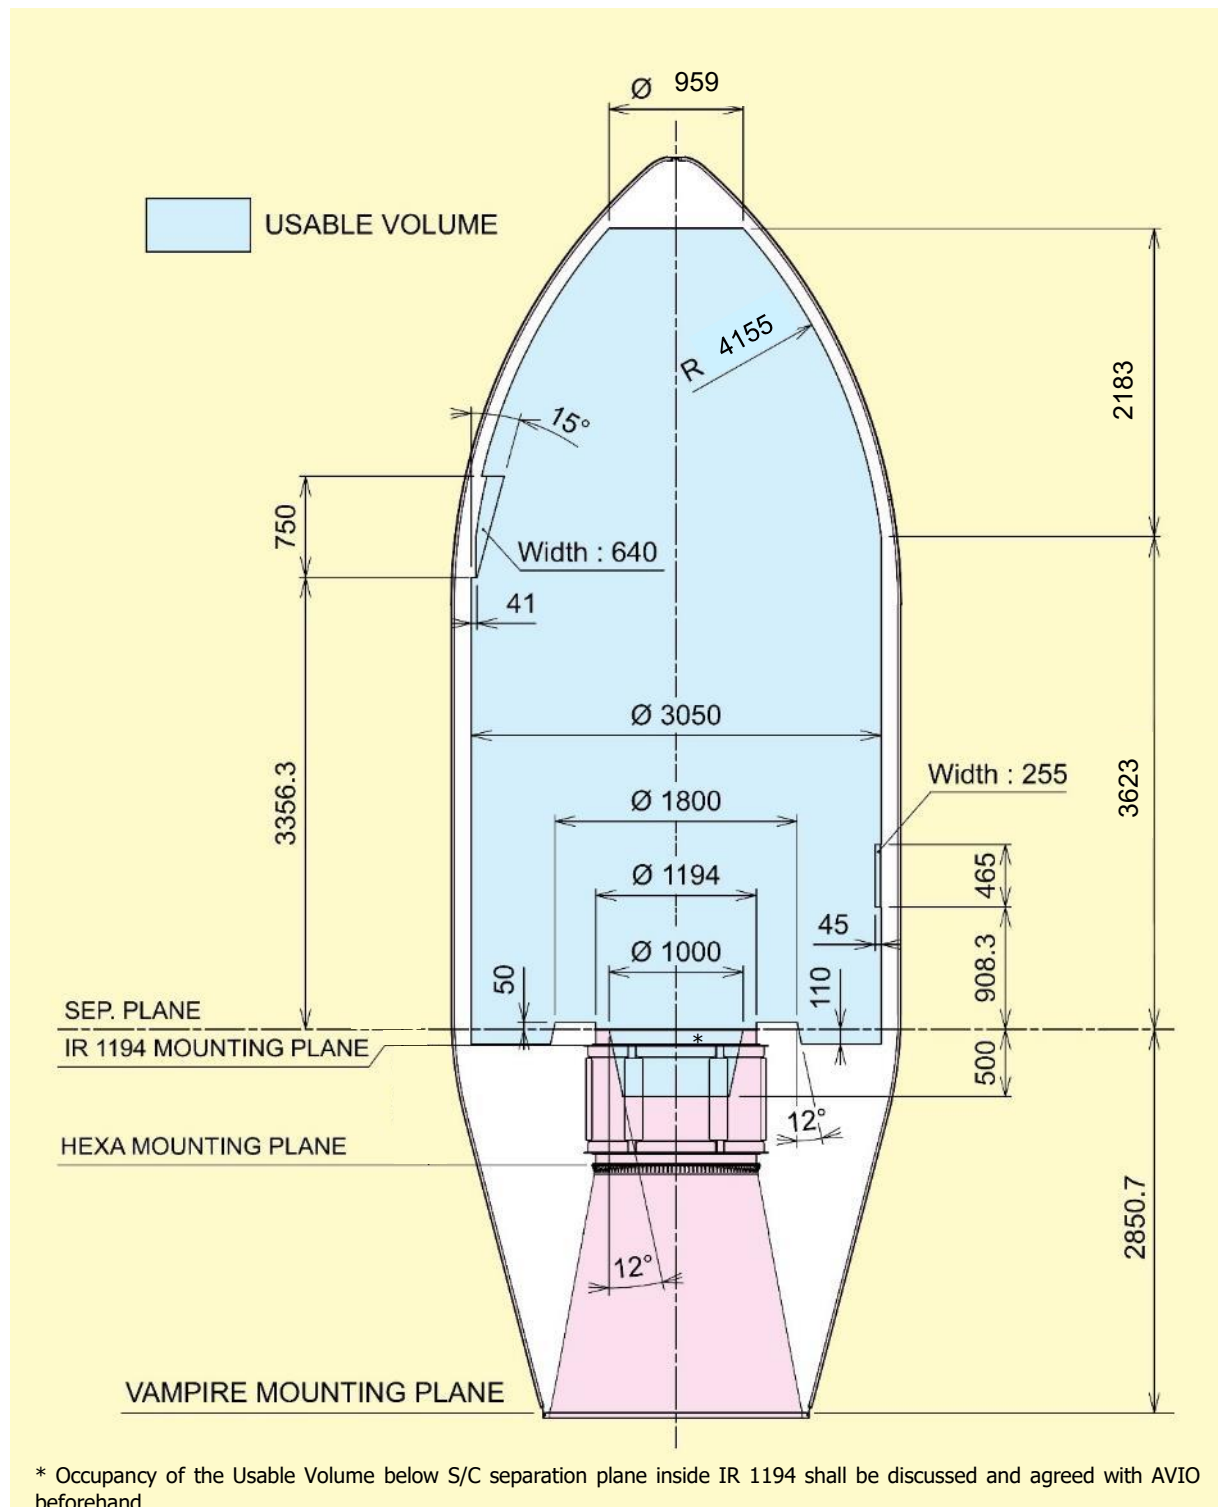 Ø 959
USABLE VOLUME
R 4155
2183
15°
750
Width : 640
41
Ø 3050
3356.3
Width : 255
3623
Ø 1800
465
Ø 1194
45
908.3
Ø 1000
50
110
SEP. PLANE
*
IR 1194 MOUNTING PLANE
500
12°
HEXA MOUNTING PLANE
2850.7
12°
VAMPIRE MOUNTING PLANE
* Occupancy of the Usable Volume below S/C separation plane inside IR 1194 shall be discussed and agreed with AVIO
beforehand